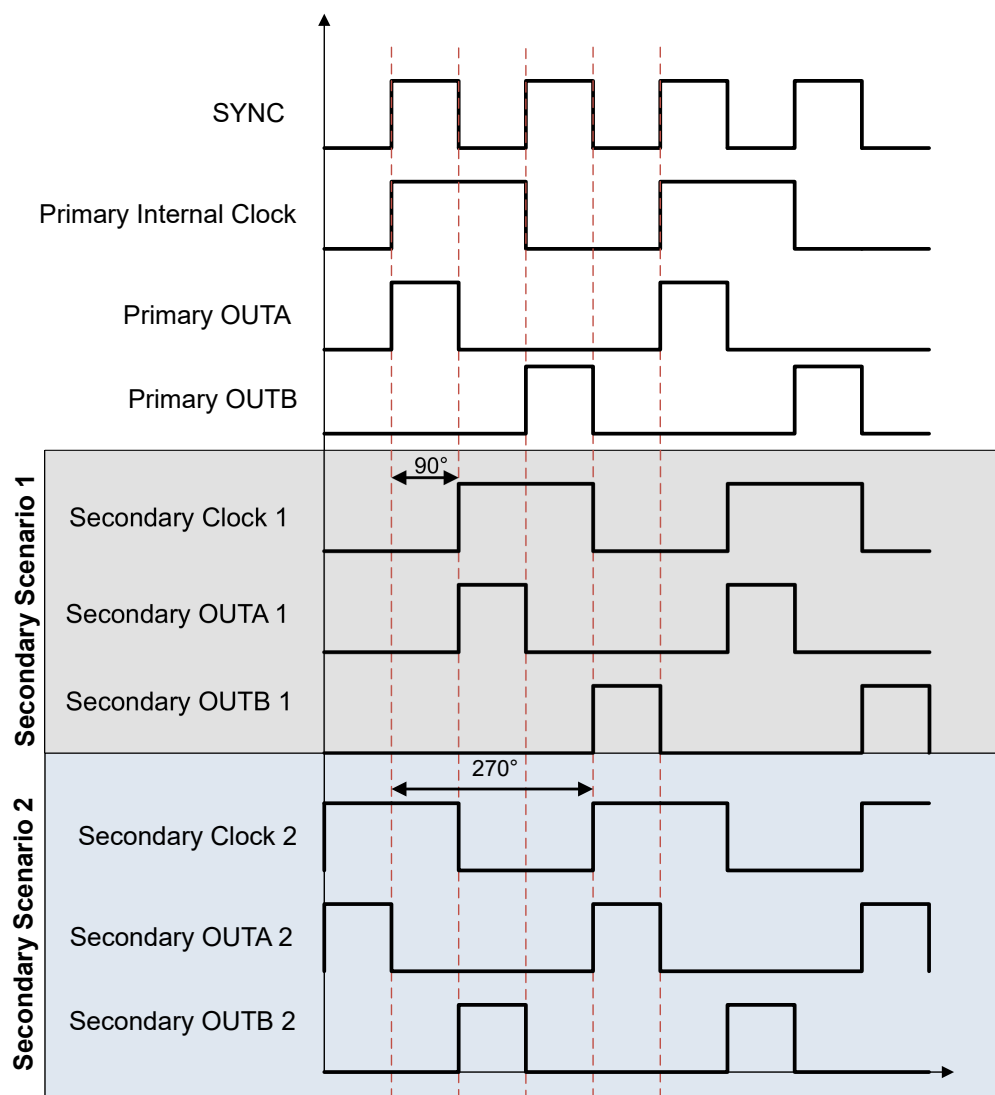 SYNC
Primary Internal Clock
Primary OUTA
Primary OUTB
Secondary Scenario 1
90°
Secondary Clock 1
Secondary OUTA 1
Secondary OUTB 1
Secondary Scenario 2
270°
Secondary Clock 2
Secondary OUTA 2
Secondary OUTB 2